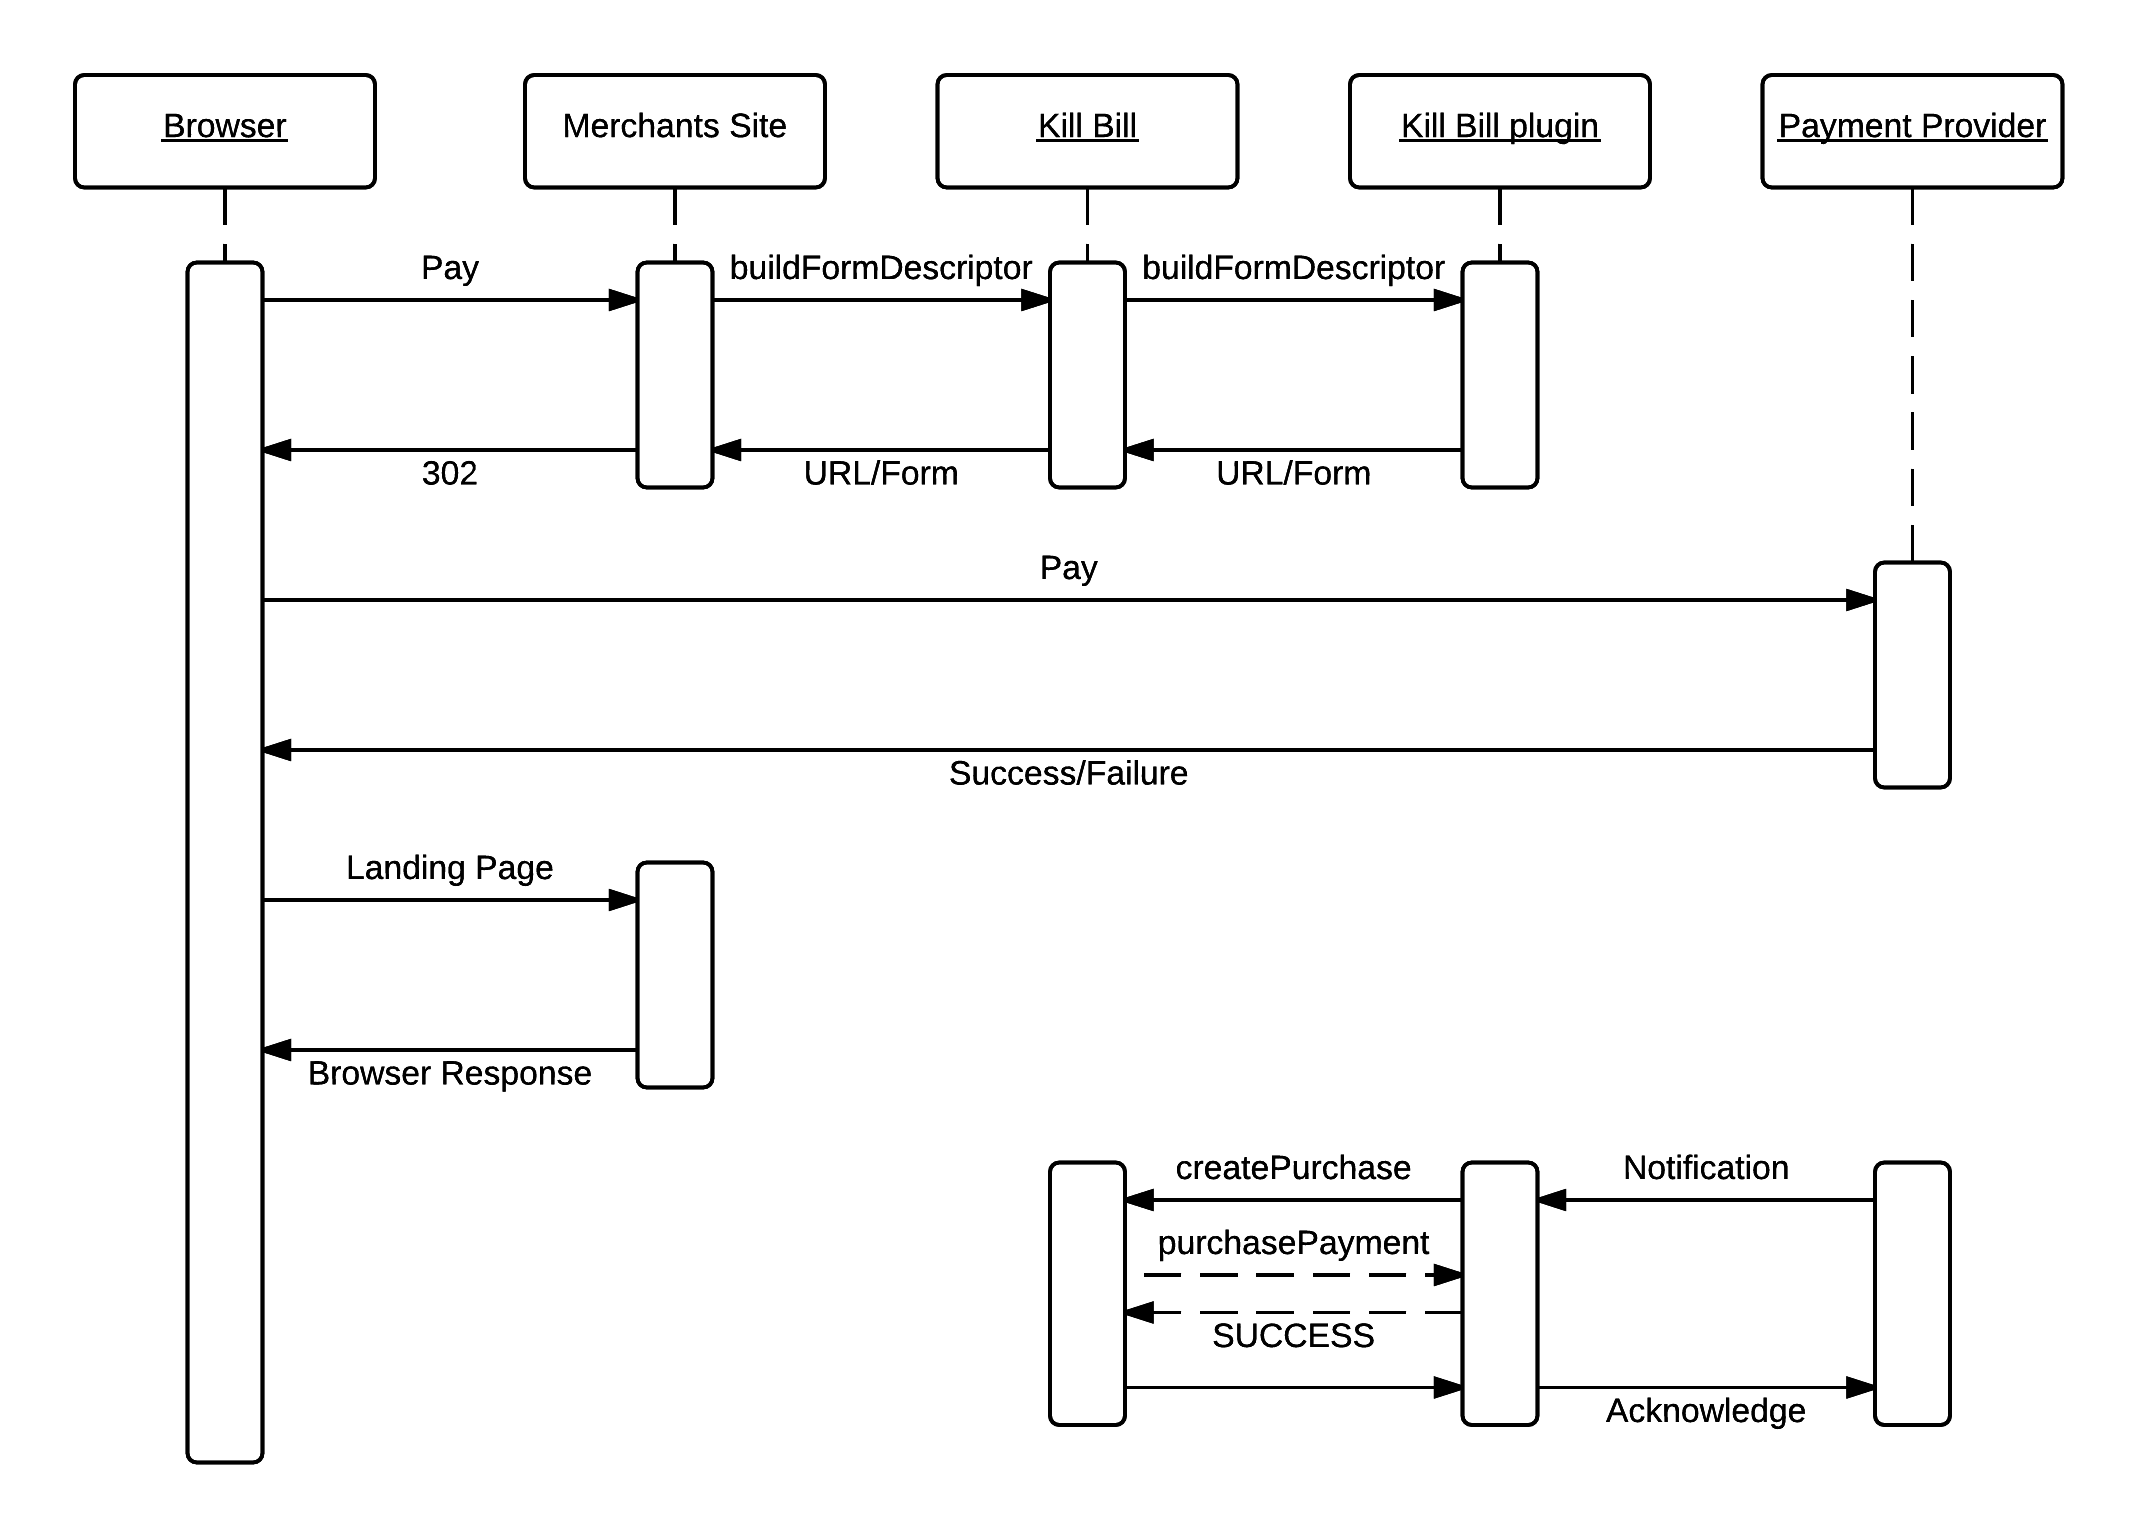 Browser
Merchants Site
Kill Bill
Kill Bill plugin
Payment Provider
Pay
buildFormDescriptor
buildFormDescriptor
302
URL/Form
URL/Form
Pay
Success/Failure
Landing Page
Browser Response
createPurchase
Notification
purchasePayment
SUCCESS
Acknowledge